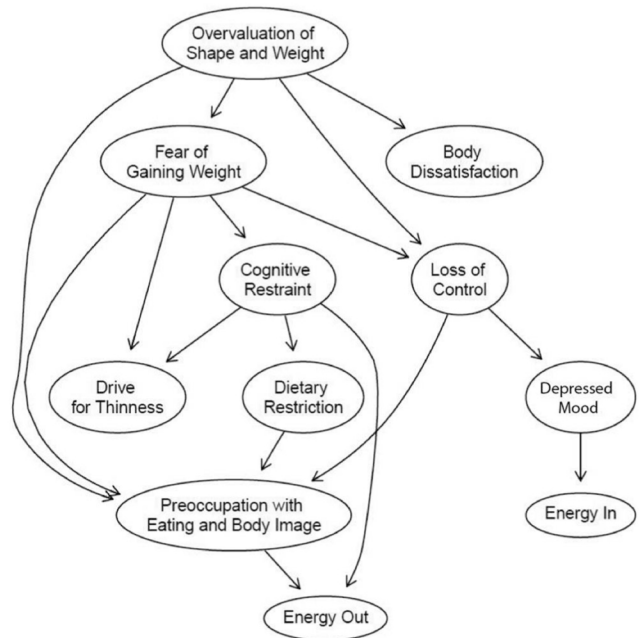 Overvaluation of
Shape and Weight
Fear of
Gaining Weight
Body
Dissatisfaction
Cognitive
Restraint
Loss of
Control
Drive
for Thinness
Dietary
Restriction
Depressed
Mood
Preoccupation with
Eating and Body Image
Energy In
Energy Out